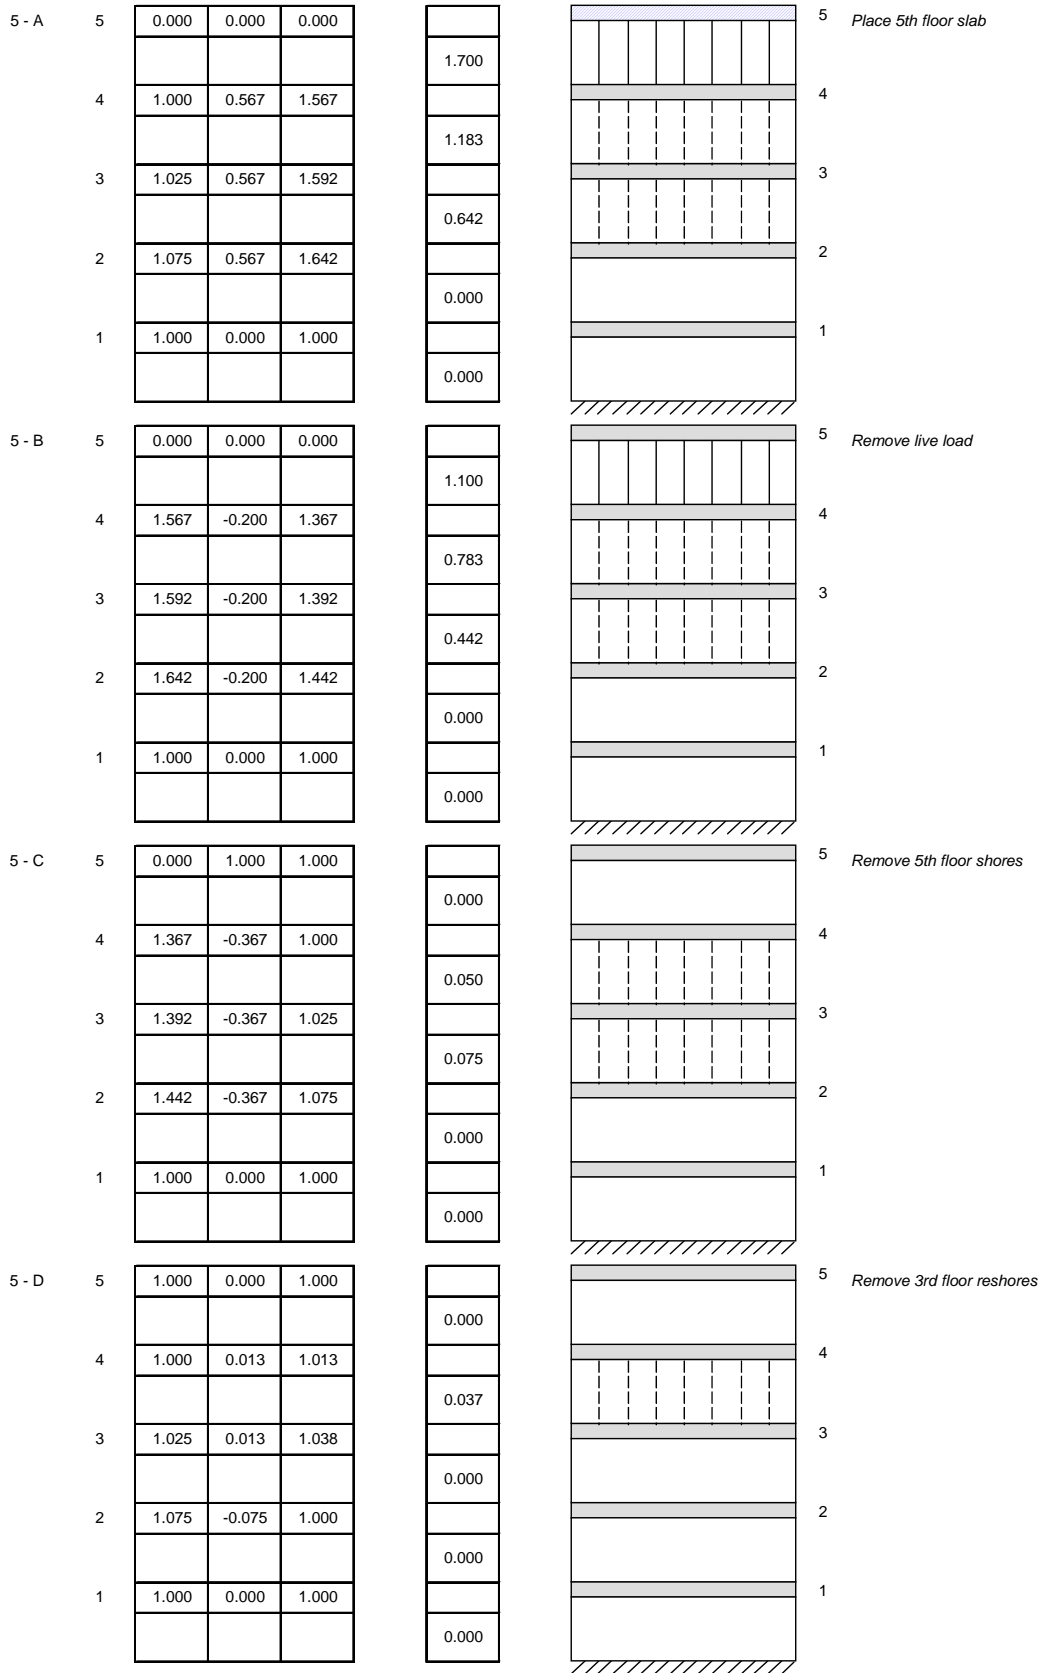 5 - A 5 0.000 0.000 0.000 5 Place 5th floor slab
1.700
4 1.000 0.567 1.567 4
1.183
3 1.025 0.567 1.592 3
0.642
2 1.075 0.567 1.642 2
0.000
1 1.000 0.000 1.000 1
0.000
5 - B 5 0.000 0.000 0.000 5 Remove live load
1.100
4 1.567 -0.200 1.367 4
0.783
3 1.592 -0.200 1.392 3
0.442
2 1.642 -0.200 1.442 2
0.000
1 1.000 0.000 1.000 1
0.000
5 - C 5 0.000 1.000 1.000 5 Remove 5th floor shores
0.000
4 1.367 -0.367 1.000 4
0.050
3 1.392 -0.367 1.025 3
0.075
2 1.442 -0.367 1.075 2
0.000
1 1.000 0.000 1.000 1
0.000
5 - D 5 1.000 0.000 1.000 5 Remove 3rd floor reshores
0.000
4 1.000 0.013 1.013 4
0.037
3 1.025 0.013 1.038 3
0.000
2 1.075 -0.075 1.000 2
0.000
1 1.000 0.000 1.000 1
0.000